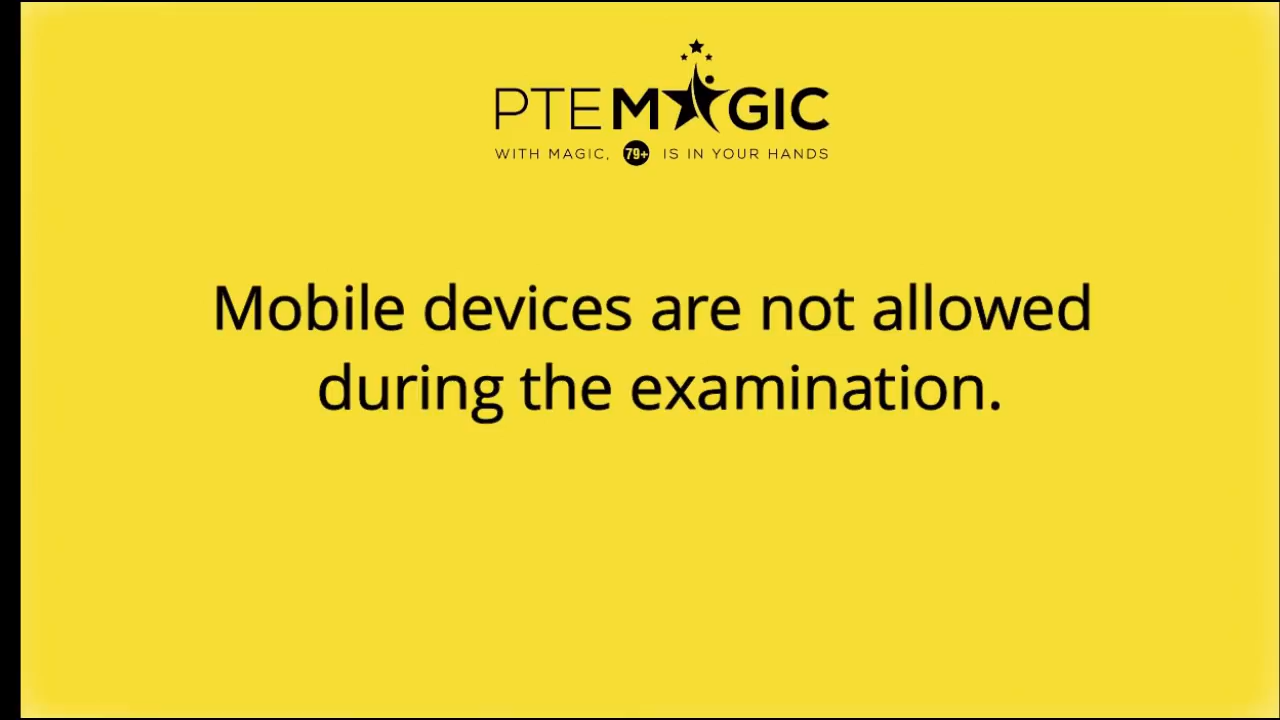 PTEMAGIC
WITH MAGIC, 79+ IS IN YOUR HANDS
Mobile devices are not allowed
during the examination.